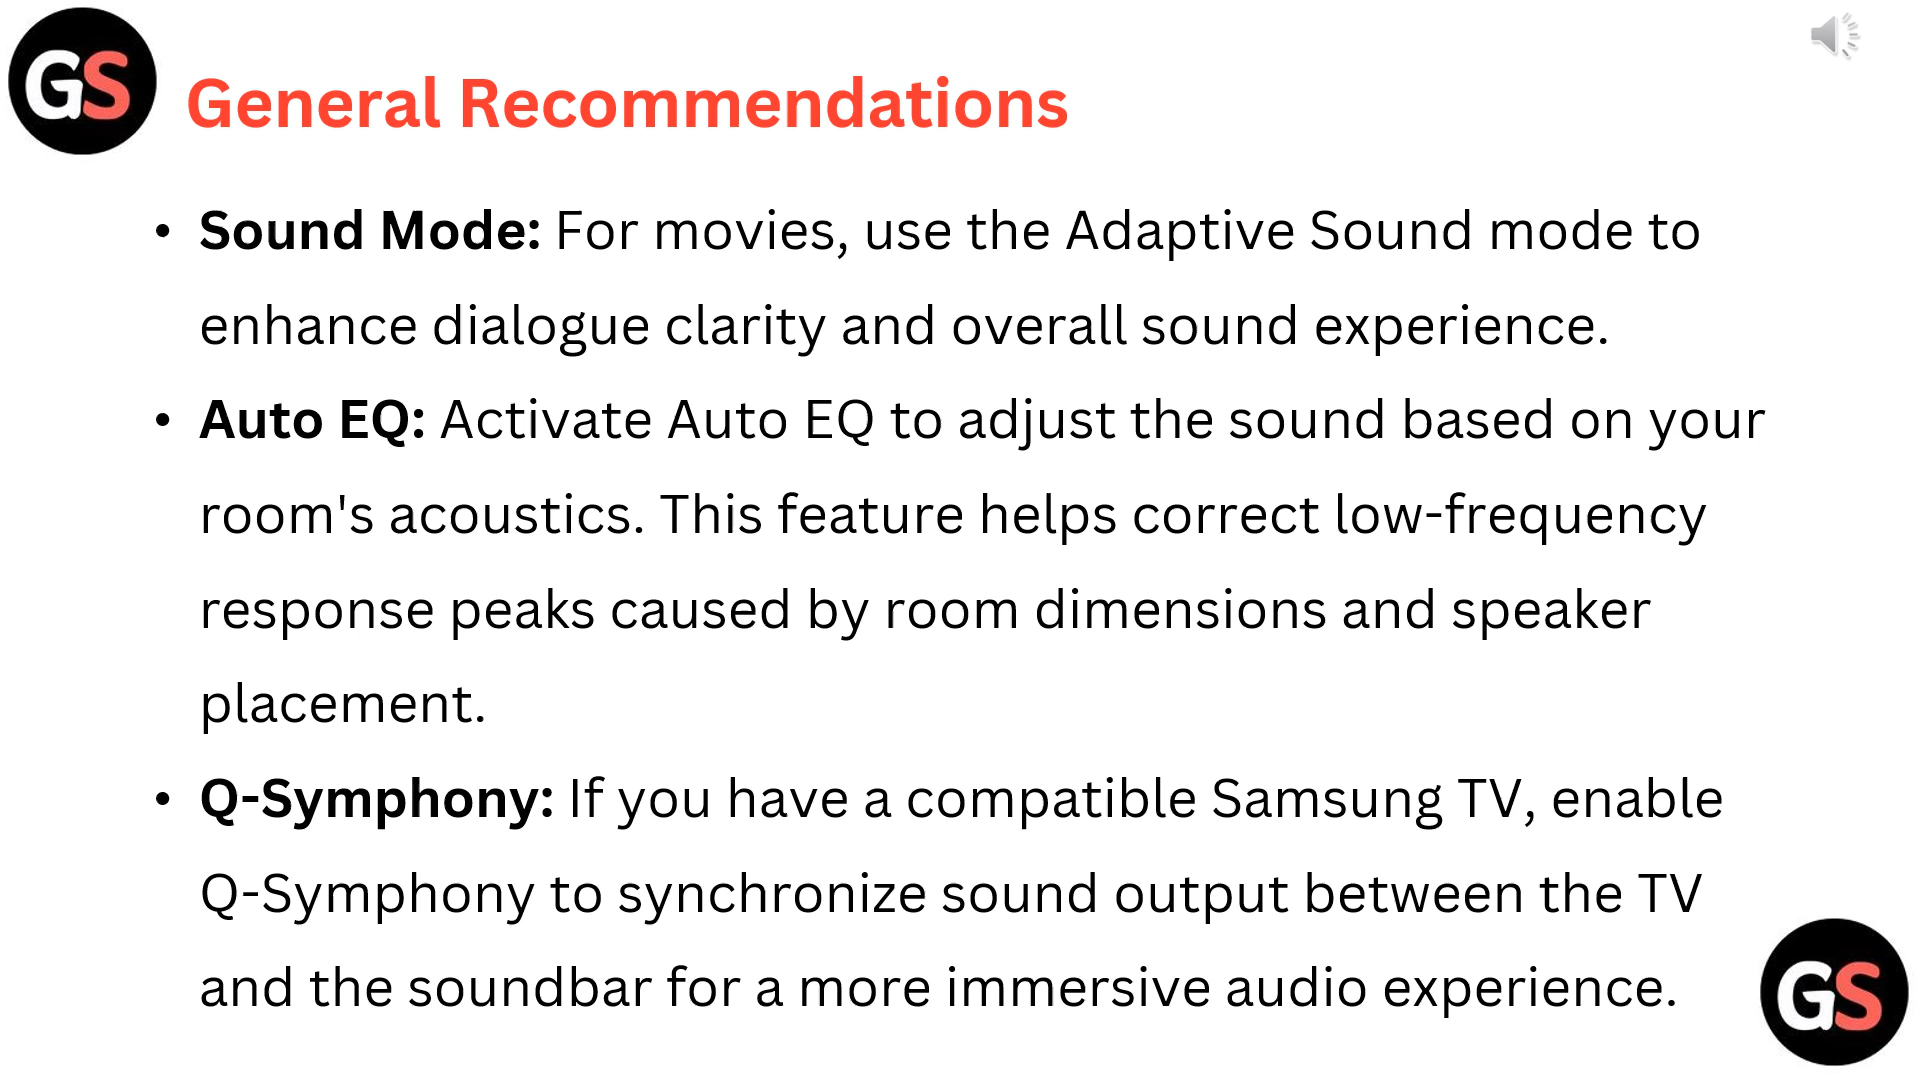 GS
General Recommendations
• Sound Mode: For movies, use the Adaptive Sound mode to
enhance dialogue clarity and overall sound experience.
• Auto EQ: Activate Auto EQ to adjust the sound based on your
room's acoustics. This feature helps correct low-frequency
response peaks caused by room dimensions and speaker
placement.
• Q-Symphony: If you have a compatible Samsung TV, enable
Q-Symphony to synchronize sound output between the TV
and the soundbar for a more immersive audio experience.
GS